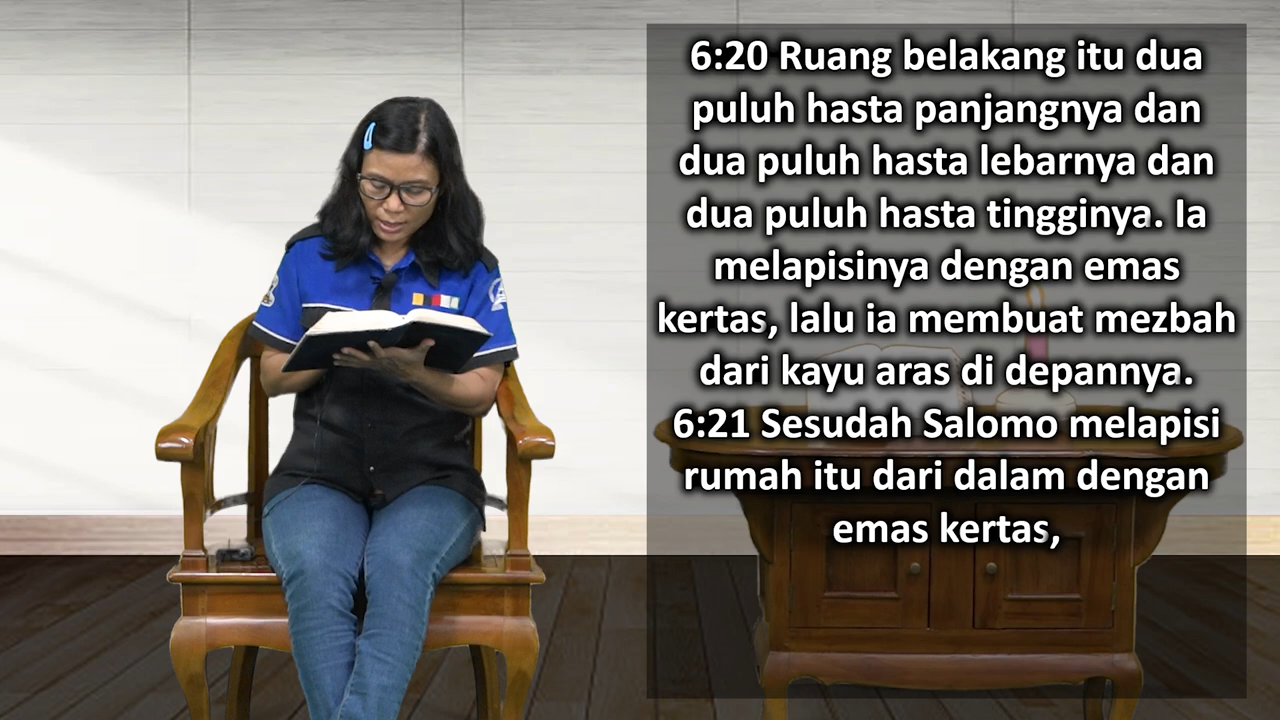 6:20 Ruang belakang itu dua
puluh hasta panjangnya dan
dua puluh hasta lebarnya dan
dua puluh hasta tingginya. Ia
melapisinya dengan emas
kertas, lalu ia membuat mezbah
dari kayu aras di depannya.
6:21 Sesudah Salomo melapisi
rumah itu dari dalam dengan
emas kertas,